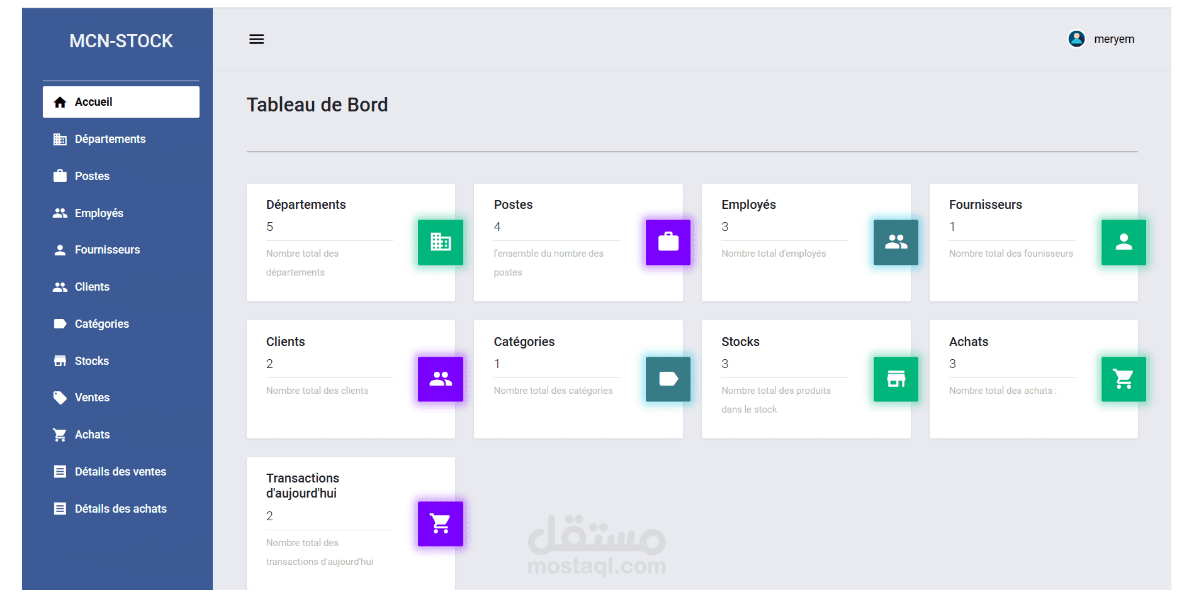 MCN-STOCK
meryem
Accueil
Départements
Postes
Employés
Fournisseurs
Clients
Catégories
Stocks
Ventes
Achats
Détails des ventes
Détails des achats
Tableau de Bord
Départements
5
Nombre total des
départements
Postes
4
l'ensemble du nombre des
postes
Employés
3
Nombre total d'employés
Fournisseurs
1
Nombre total des founisseurs
Clients
2
Nombre total des clients
Catégories
1
Nombre total des catégories
Stocks
3
Nombre total des produits
dans le stock
Achats
3
Nombre total des achats :
Transactions
d'aujourd'hui
2
Nombre total des
transactions d'aujourd'hui
مستقل
mostaql.com